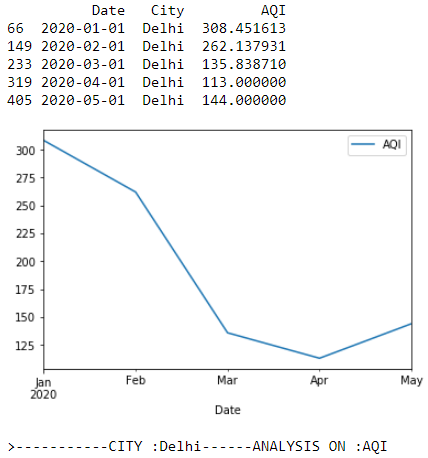 Date City AQI
66 2020-01-01 Delhi 308.451613
149 2020-02-01 Delhi 262.137931
233 2020-03-01 Delhi 135.838710
319 2020-04-01 Delhi 113.000000
405 2020-05-01 Delhi 144.000000
AQI
300
275
250
225
200
175
150
125
Jan Feb Mar Apr May
2020
Date
>-----------CITY :Delhi------ANALYSIS ON :AQI